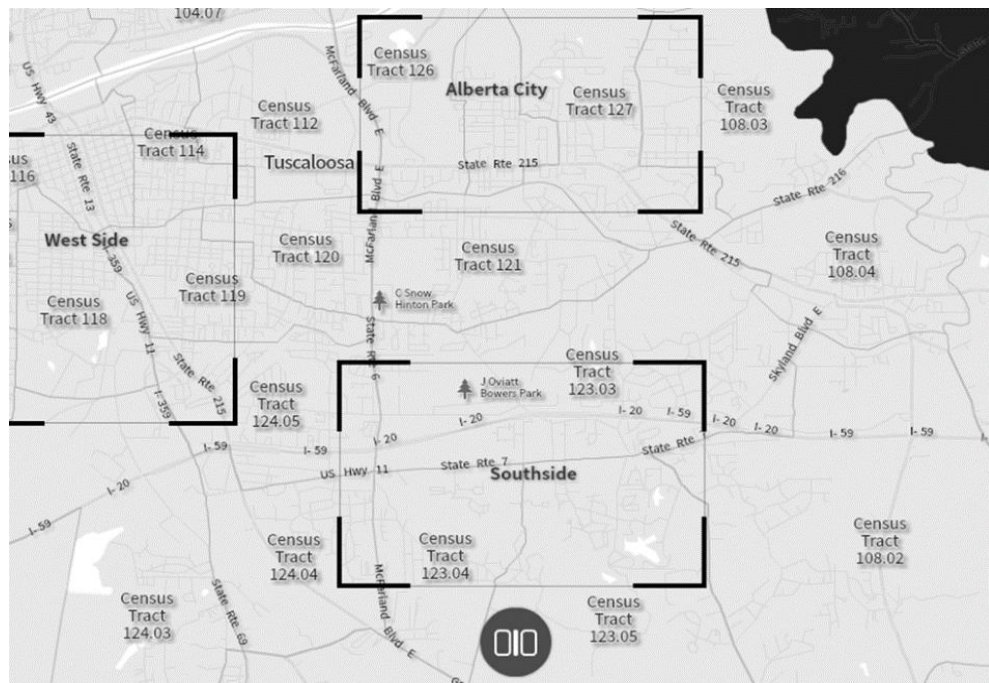 104.07
US Hwy 43
McFarland Blvd E
Census
Tract 126
Alberta City
Census
Tract 127
Census
Tract
108.03
Census
Tract 112
Census
Tract 114
sus
116
State Rte 13
Tuscaloosa
McFarland Blvd E
State Rte 215
State Rte 216
West Side
I- 359
Census
Tract 120
Census
Tract 121
State Rte 215
Census
Tract
108.04
Census
Tract 119
Census
Tract 118
US Hwy 11
C Snow
Hinton Park
State Rte 6
Skyland Blvd E
State Rte 215
I- 359
Census
Tract
124.05
J Oviatt
Bowers Park
Census
Tract
123.03
I- 20
I- 20
I- 59
I- 20
I- 20
I- 59
I- 59
I- 59
I- 59
I- 20
US Hwy 11
State Rte 7
State Rte 7
Southside
I- 20
I- 59
Census
Tract
124.04
Census
Tract
123.04
Census
Tract
108.02
Census
Tract
124.03
State Rte 69
McFarland Blvd E
Census
Tract
123.05